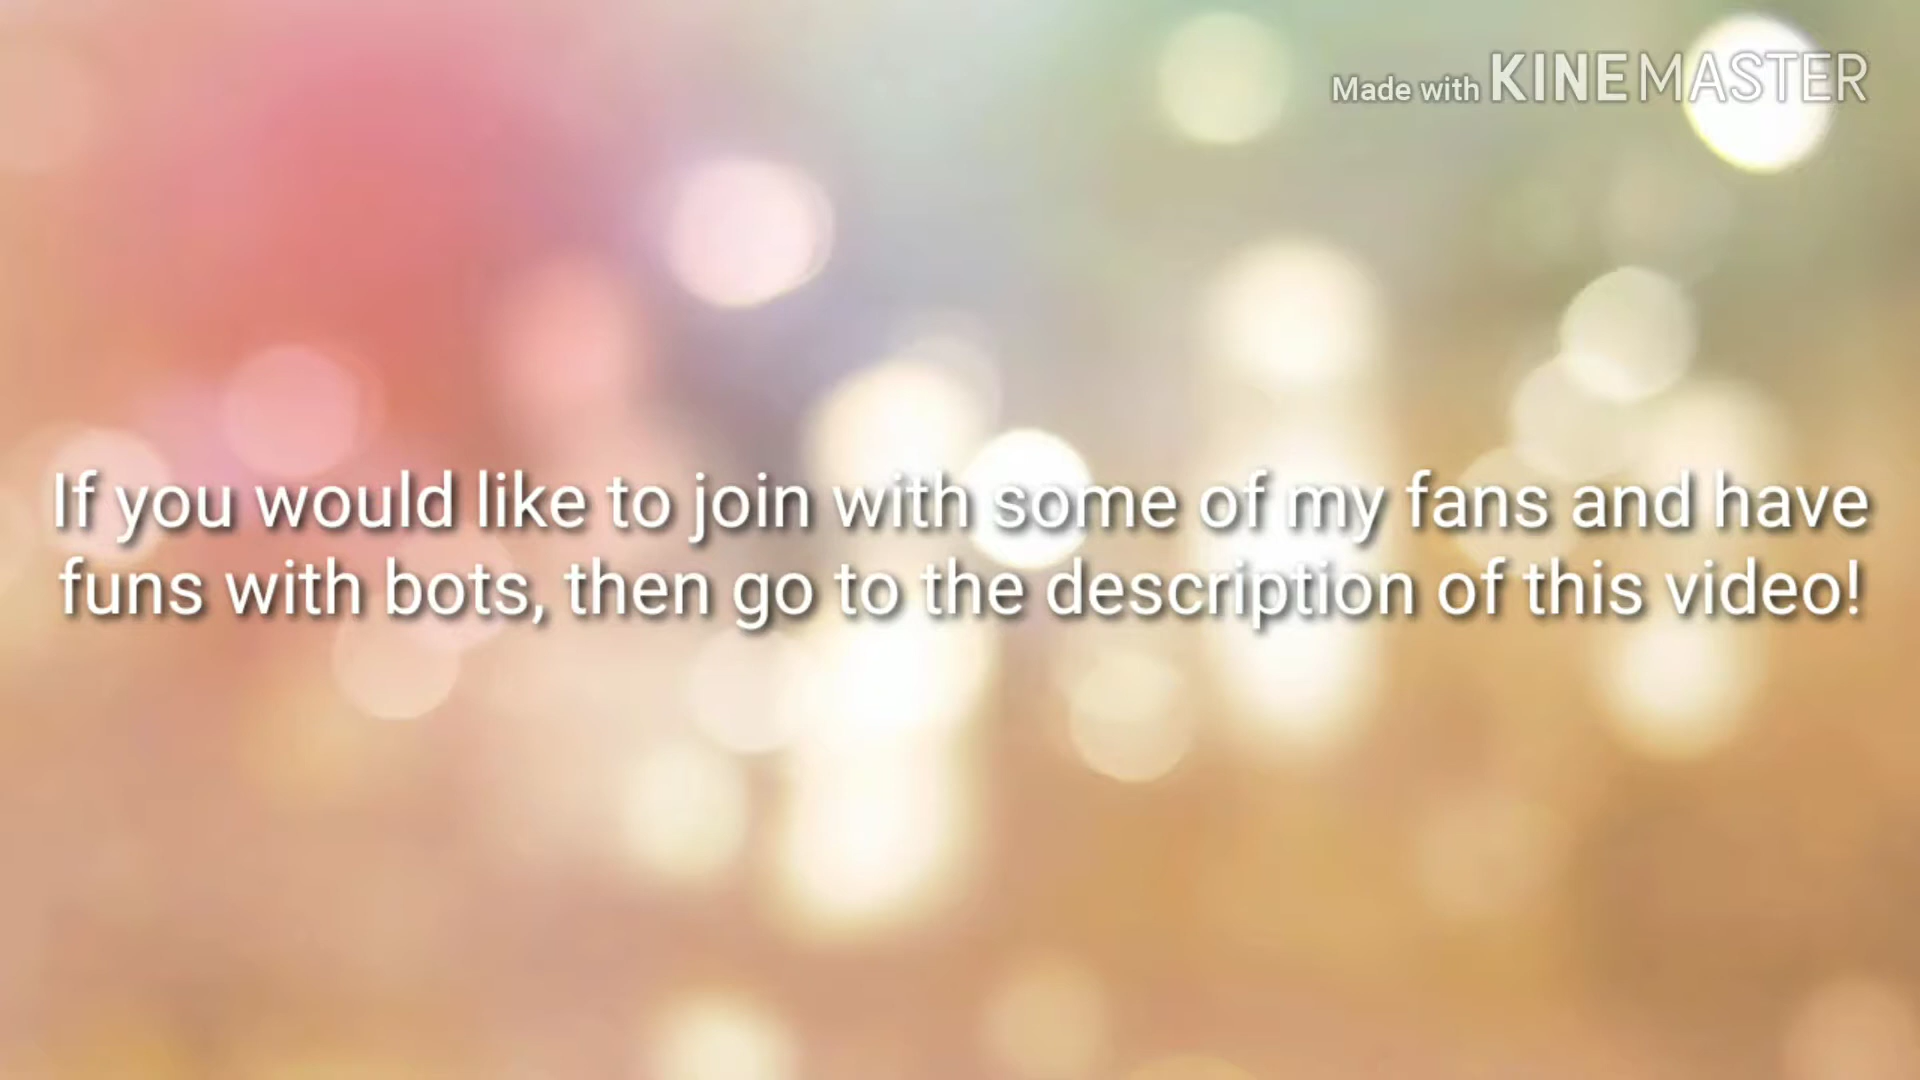 Made with KINEMASTER
If you would like to join with some of my fans and have
funs with bots, then go to the description of this video!